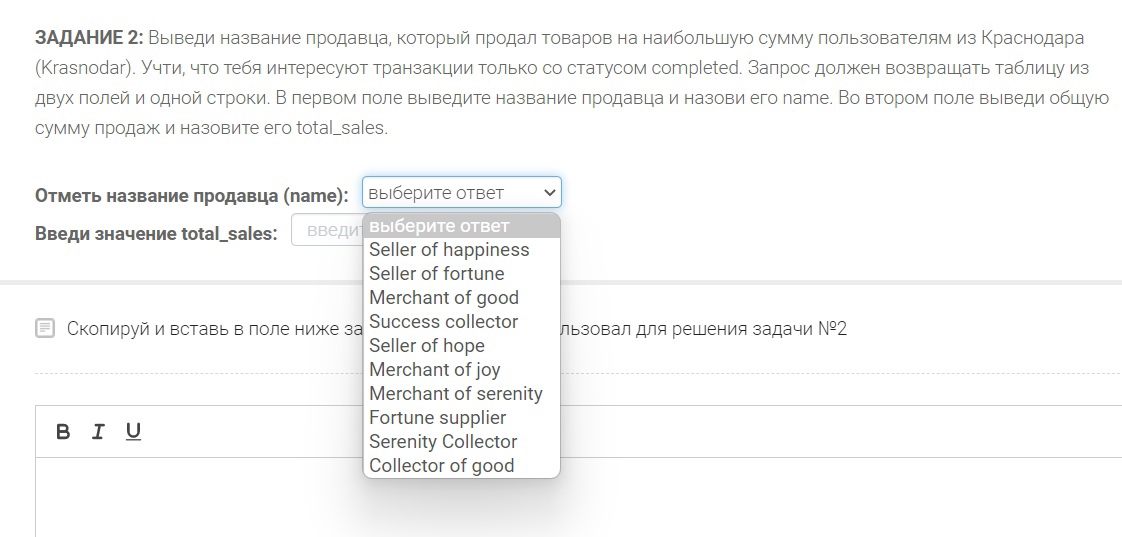 ЗАДАНИЕ 2: Выведи название продавца, который продал товаров на наибольшую сумму пользователям из Краснодара
(Krasnodar). Учти, что тебя интересуют транзакции только со статусом completed. Запрос должен возвращать таблицу из
двух полей и одной строки. В первом поле выведите название продавца и назови его name. Во втором поле выведи общую
сумму продаж и назовите его total_sales.
Отметь название продавца (name): выберите ответ
Введи значение total_sales:
выберите ответ
Seller of happiness
Seller of fortune
Merchant of good
Success collector
Seller of hope
Merchant of joy
Merchant of serenity
Fortune supplier
Serenity Collector
Collector of good
Скопируй и вставь в поле ниже для решения задачи №2
B I U